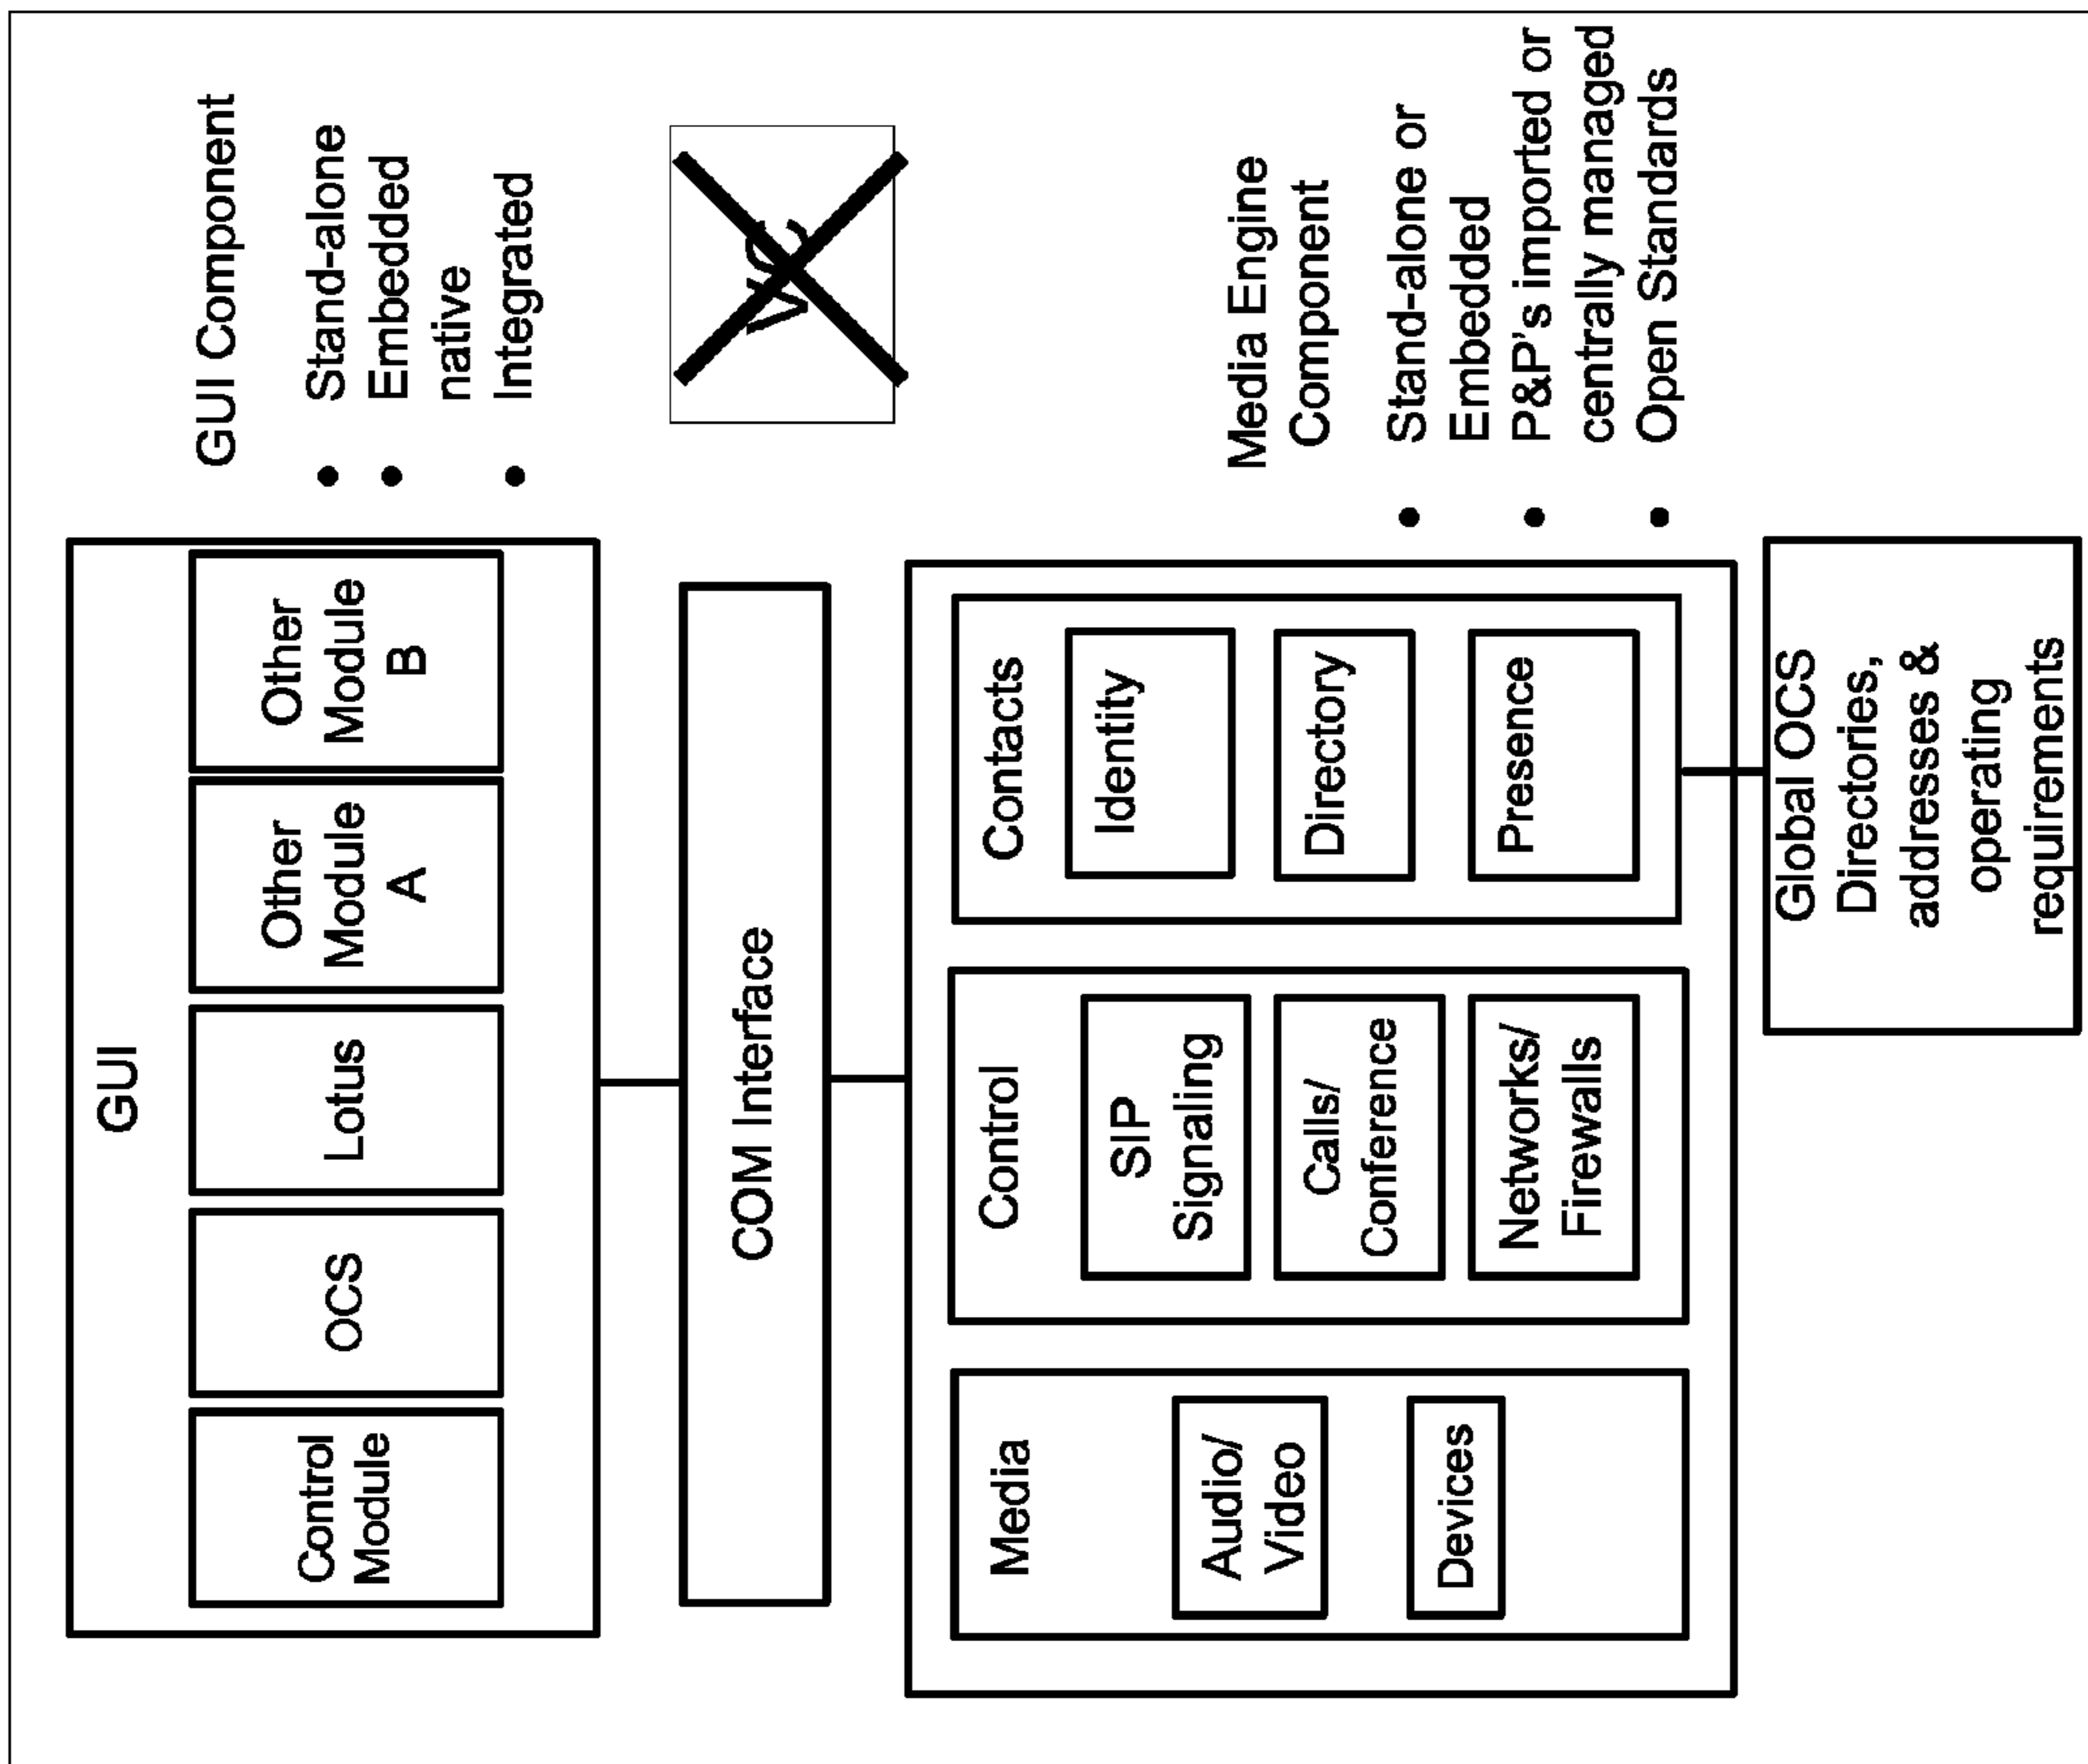 GUI
Control
Module
OCS
Lotus
Other
Module
A
Other
Module
B
GUI Component
• Stand-alone
• Embedded
native
• Integrated
COM Interface
Media
Audio/
Video
Devices
Control
SIP
Signaling
Calls/
Conference
Networks/
Firewalls
Contacts
Identity
Directory
Presence
Media Engine
Component
• Stand-alone or
Embedded
• P&P's imported or
centrally managed
• Open Standards
Global OCS
Directories,
addresses &
operating
requirements